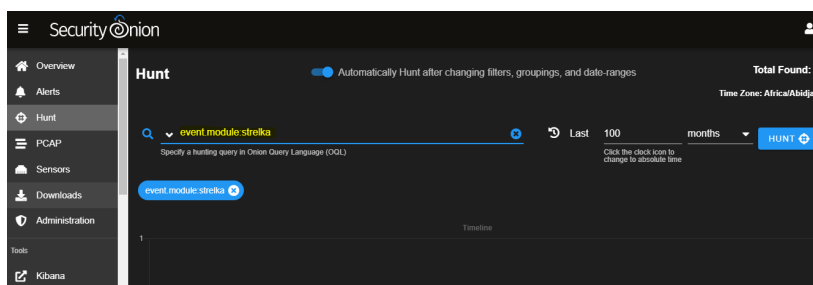 Security Onion
Overview
Alerts
Hunt
PCAP
Sensors
Downloads
Administration
Tools
Kibana
Hunt
Automatically Hunt after changing filters, groupings, and date-ranges
Total Found:
Time Zone: Africa/Abidja
event.module:strelka
Specify a hunting query in Onion Query Language (OQL)
Last 100 months
Click the clock icon to
change to absolute time
HUNT
event.module:strelka
Timeline
1